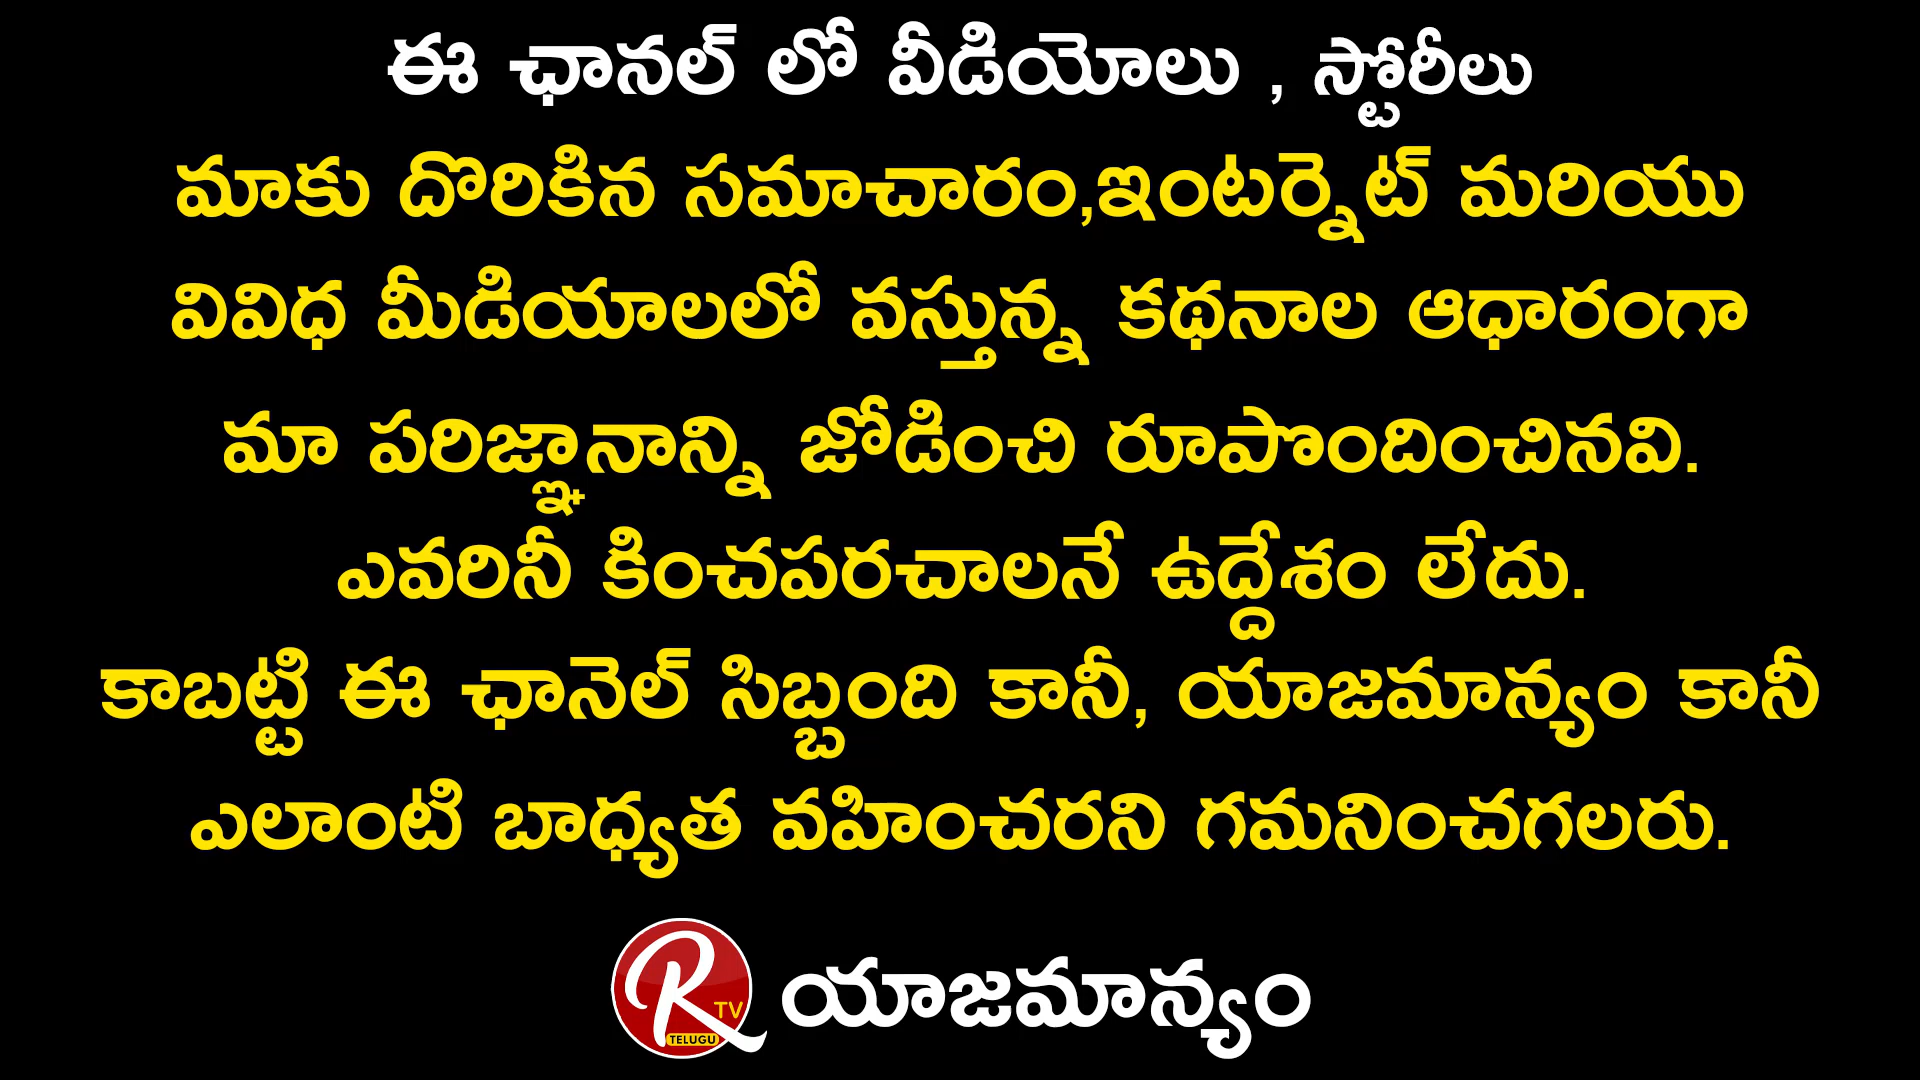 ఈ ఛానల్ లో వీడియోలు , స్టోరీలు
మాకు దొరికిన సమాచారం,ఇంటర్నెట్ మరియు
వివిధ మీడియాలలో వస్తున్న కథనాల ఆధారంగా
మా పరిజ్ఞానాన్ని జోడించి రూపొందించినవి.
ఎవరినీ కించపరచాలనే ఉద్దేశం లేదు.
కాబట్టి ఈ ఛానెల్ సిబ్బంది కానీ, యాజమాన్యం కానీ
ఎలాంటి బాధ్యత వహించరని గమనించగలరు.
R TV TELUGU యాజమాన్యం